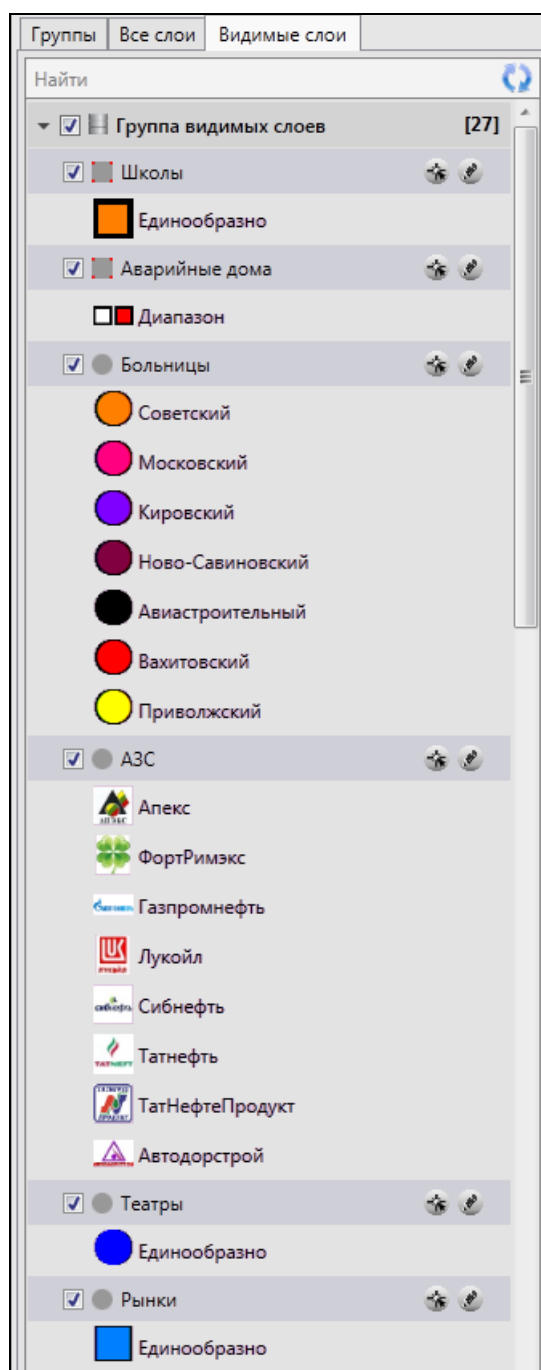 Группы Все слои Видимые слои
Найти
Группа видимых слоев [27]
Школы
Единообразно
Аварийные дома
Диапазон
Больницы
Советский
Московский
Кировский
Ново-Савиновский
Авиастроительный
Вахитовский
Приволжский
АЗС
Апекс
ФортРимэкс
Газпромнефть
Лукойл
Сибнефть
Татнефть
ТатНефтеПродукт
Автодорстрой
Театры
Единообразно
Рынки
Единообразно